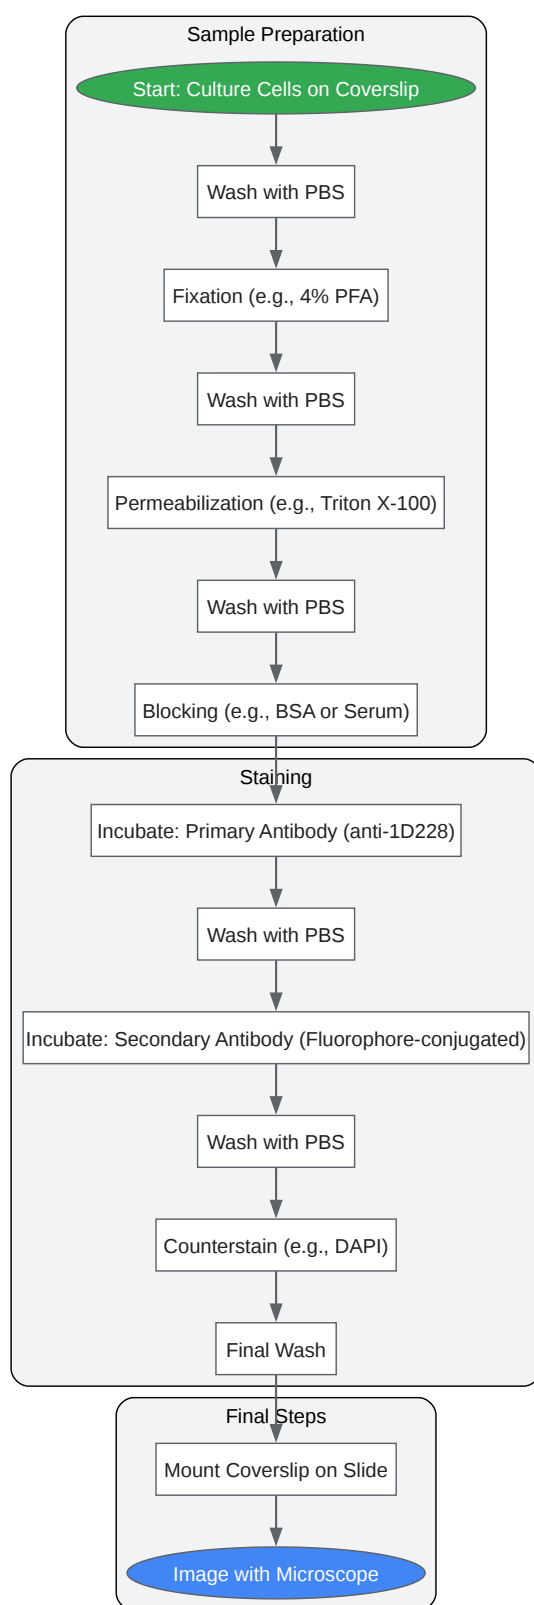 Sample Preparation
Start: Culture Cells on Coverslip
Wash with PBS
Fixation (e.g., 4% PFA)
Wash with PBS
Permeabilization (e.g., Triton X-100)
Wash with PBS
Blocking (e.g., BSA or Serum)
Staining
Incubate: Primary Antibody (anti-1D228)
Wash with PBS
Incubate: Secondary Antibody (Fluorophore-conjugated)
Wash with PBS
Counterstain (e.g., DAPI)
Final Wash
Final Steps
Mount Coverslip on Slide
Image with Microscope